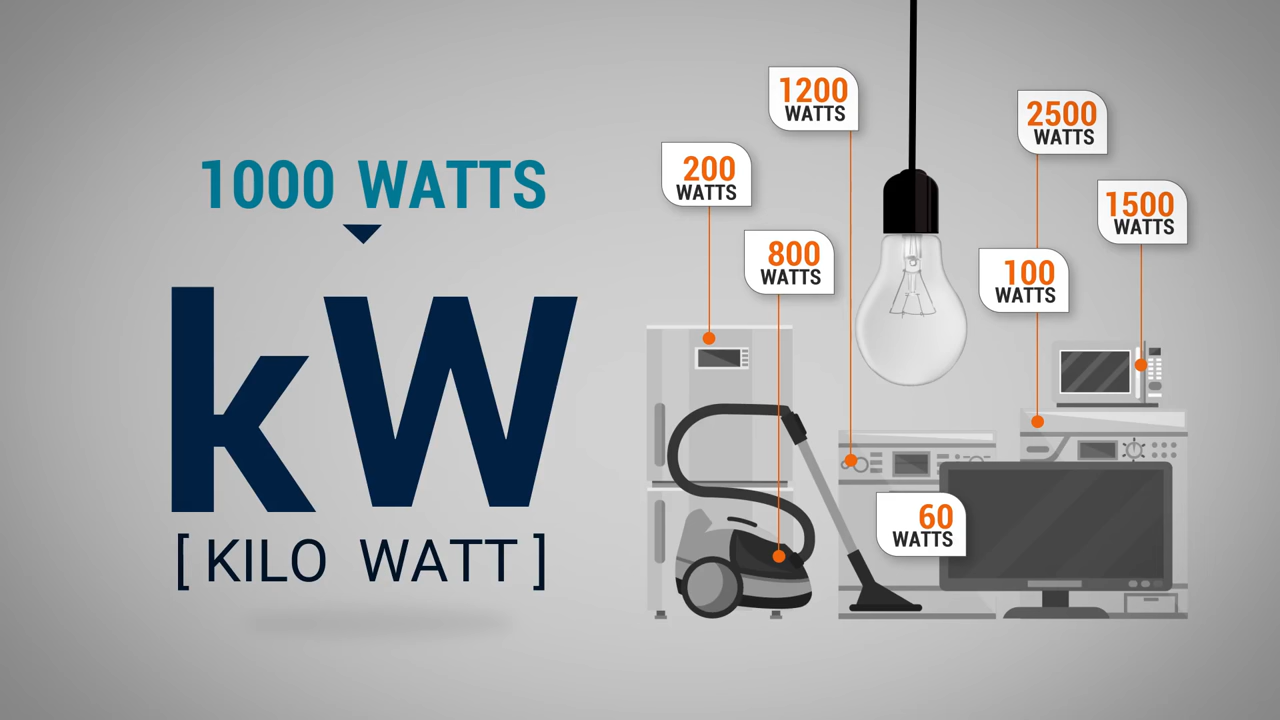 1000 WATTS
kW
[ KILO WATT ]
200
WATTS
800
WATTS
1200
WATTS
60
WATTS
100
WATTS
2500
WATTS
1500
WATTS